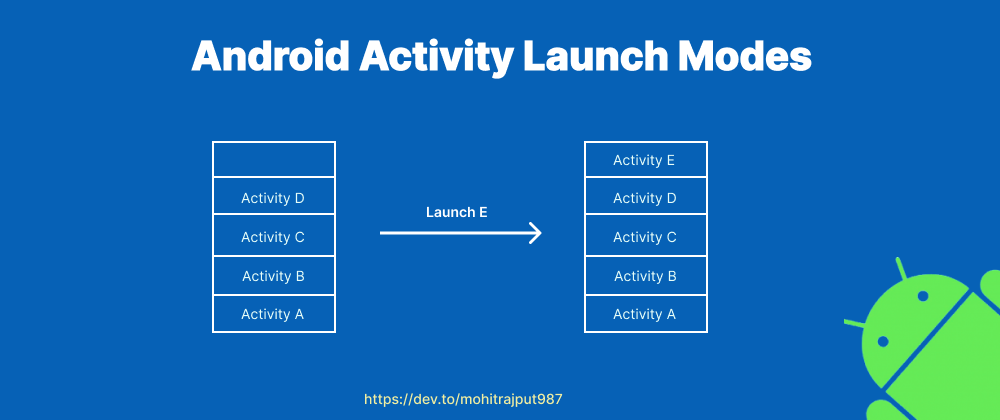 Android Activity Launch Modes
Activity D
Activity C
Activity B
Activity A
Launch E
Activity E
Activity D
Activity C
Activity B
Activity A
https://dev.to/mohitrajput987